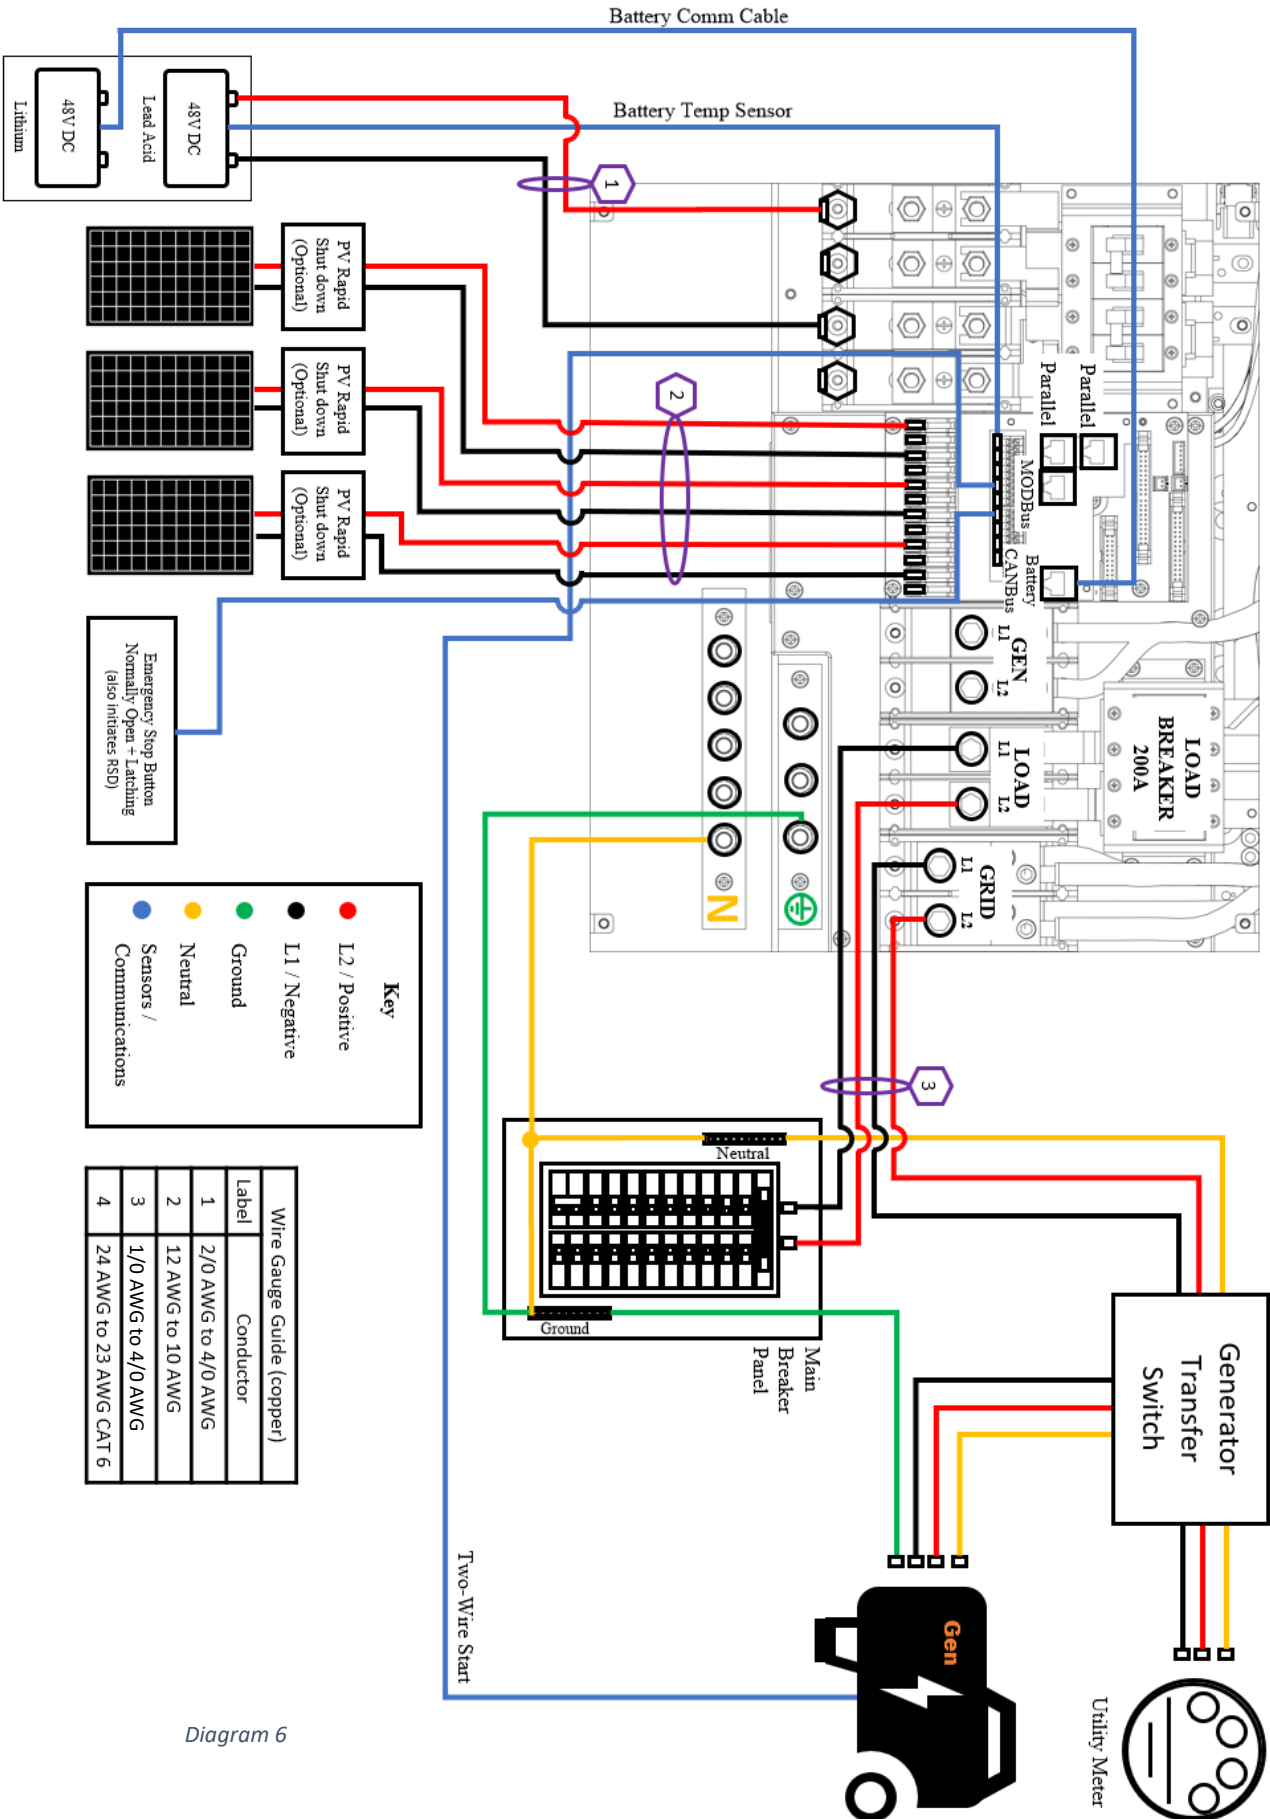 Battery Comm Cable
Battery Temp Sensor
48V DC
Lithium
48V DC
Lead Acid
1
PV Rapid
Shut down
(Optional)
PV Rapid
Shut down
(Optional)
PV Rapid
Shut down
(Optional)
2
Parallel
Parallel
MODBus
Battery
CANBus
L1
GEN
L2
LOAD
BREAKER
200A
L1
LOAD
L2
L1
GRID
L2
N
Emergency Stop Button
Normally Open + Latching
(also initiates RSD)
Key
L2 / Positive
L1 / Negative
Ground
Neutral
Sensors /
Communications
3
Neutral
Ground
Main
Breaker
Panel
Generator
Transfer
Switch
Wire Gauge Guide (copper)
Label Conductor
1 2/0 AWG to 4/0 AWG
2 12 AWG to 10 AWG
3 1/0 AWG to 4/0 AWG
4 24 AWG to 23 AWG CAT 6
Two-Wire Start
Gen
Utility Meter
Diagram 6